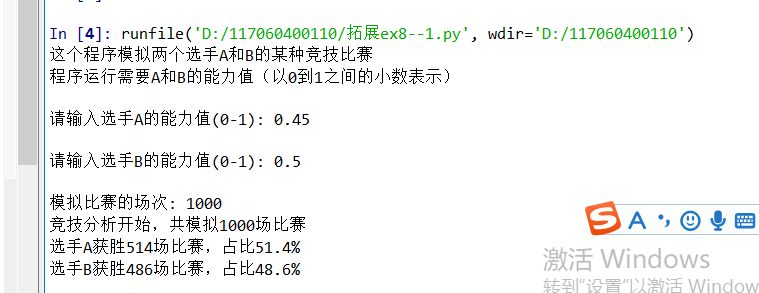 In [4]: runfile('D:/117060400110/拓展ex8--1.py', wdir='D:/117060400110')
这个程序模拟两个选手A和B的某种竞技比赛
程序运行需要A和B的能力值（以0到1之间的小数表示）
请输入选手A的能力值(0-1): 0.45
请输入选手B的能力值(0-1): 0.5
模拟比赛的场次: 1000
竞技分析开始，共模拟1000场比赛
选手A获胜514场比赛，占比51.4%
选手B获胜486场比赛，占比48.6%
S A
激活 Windows
转到“设置”以激活 Window